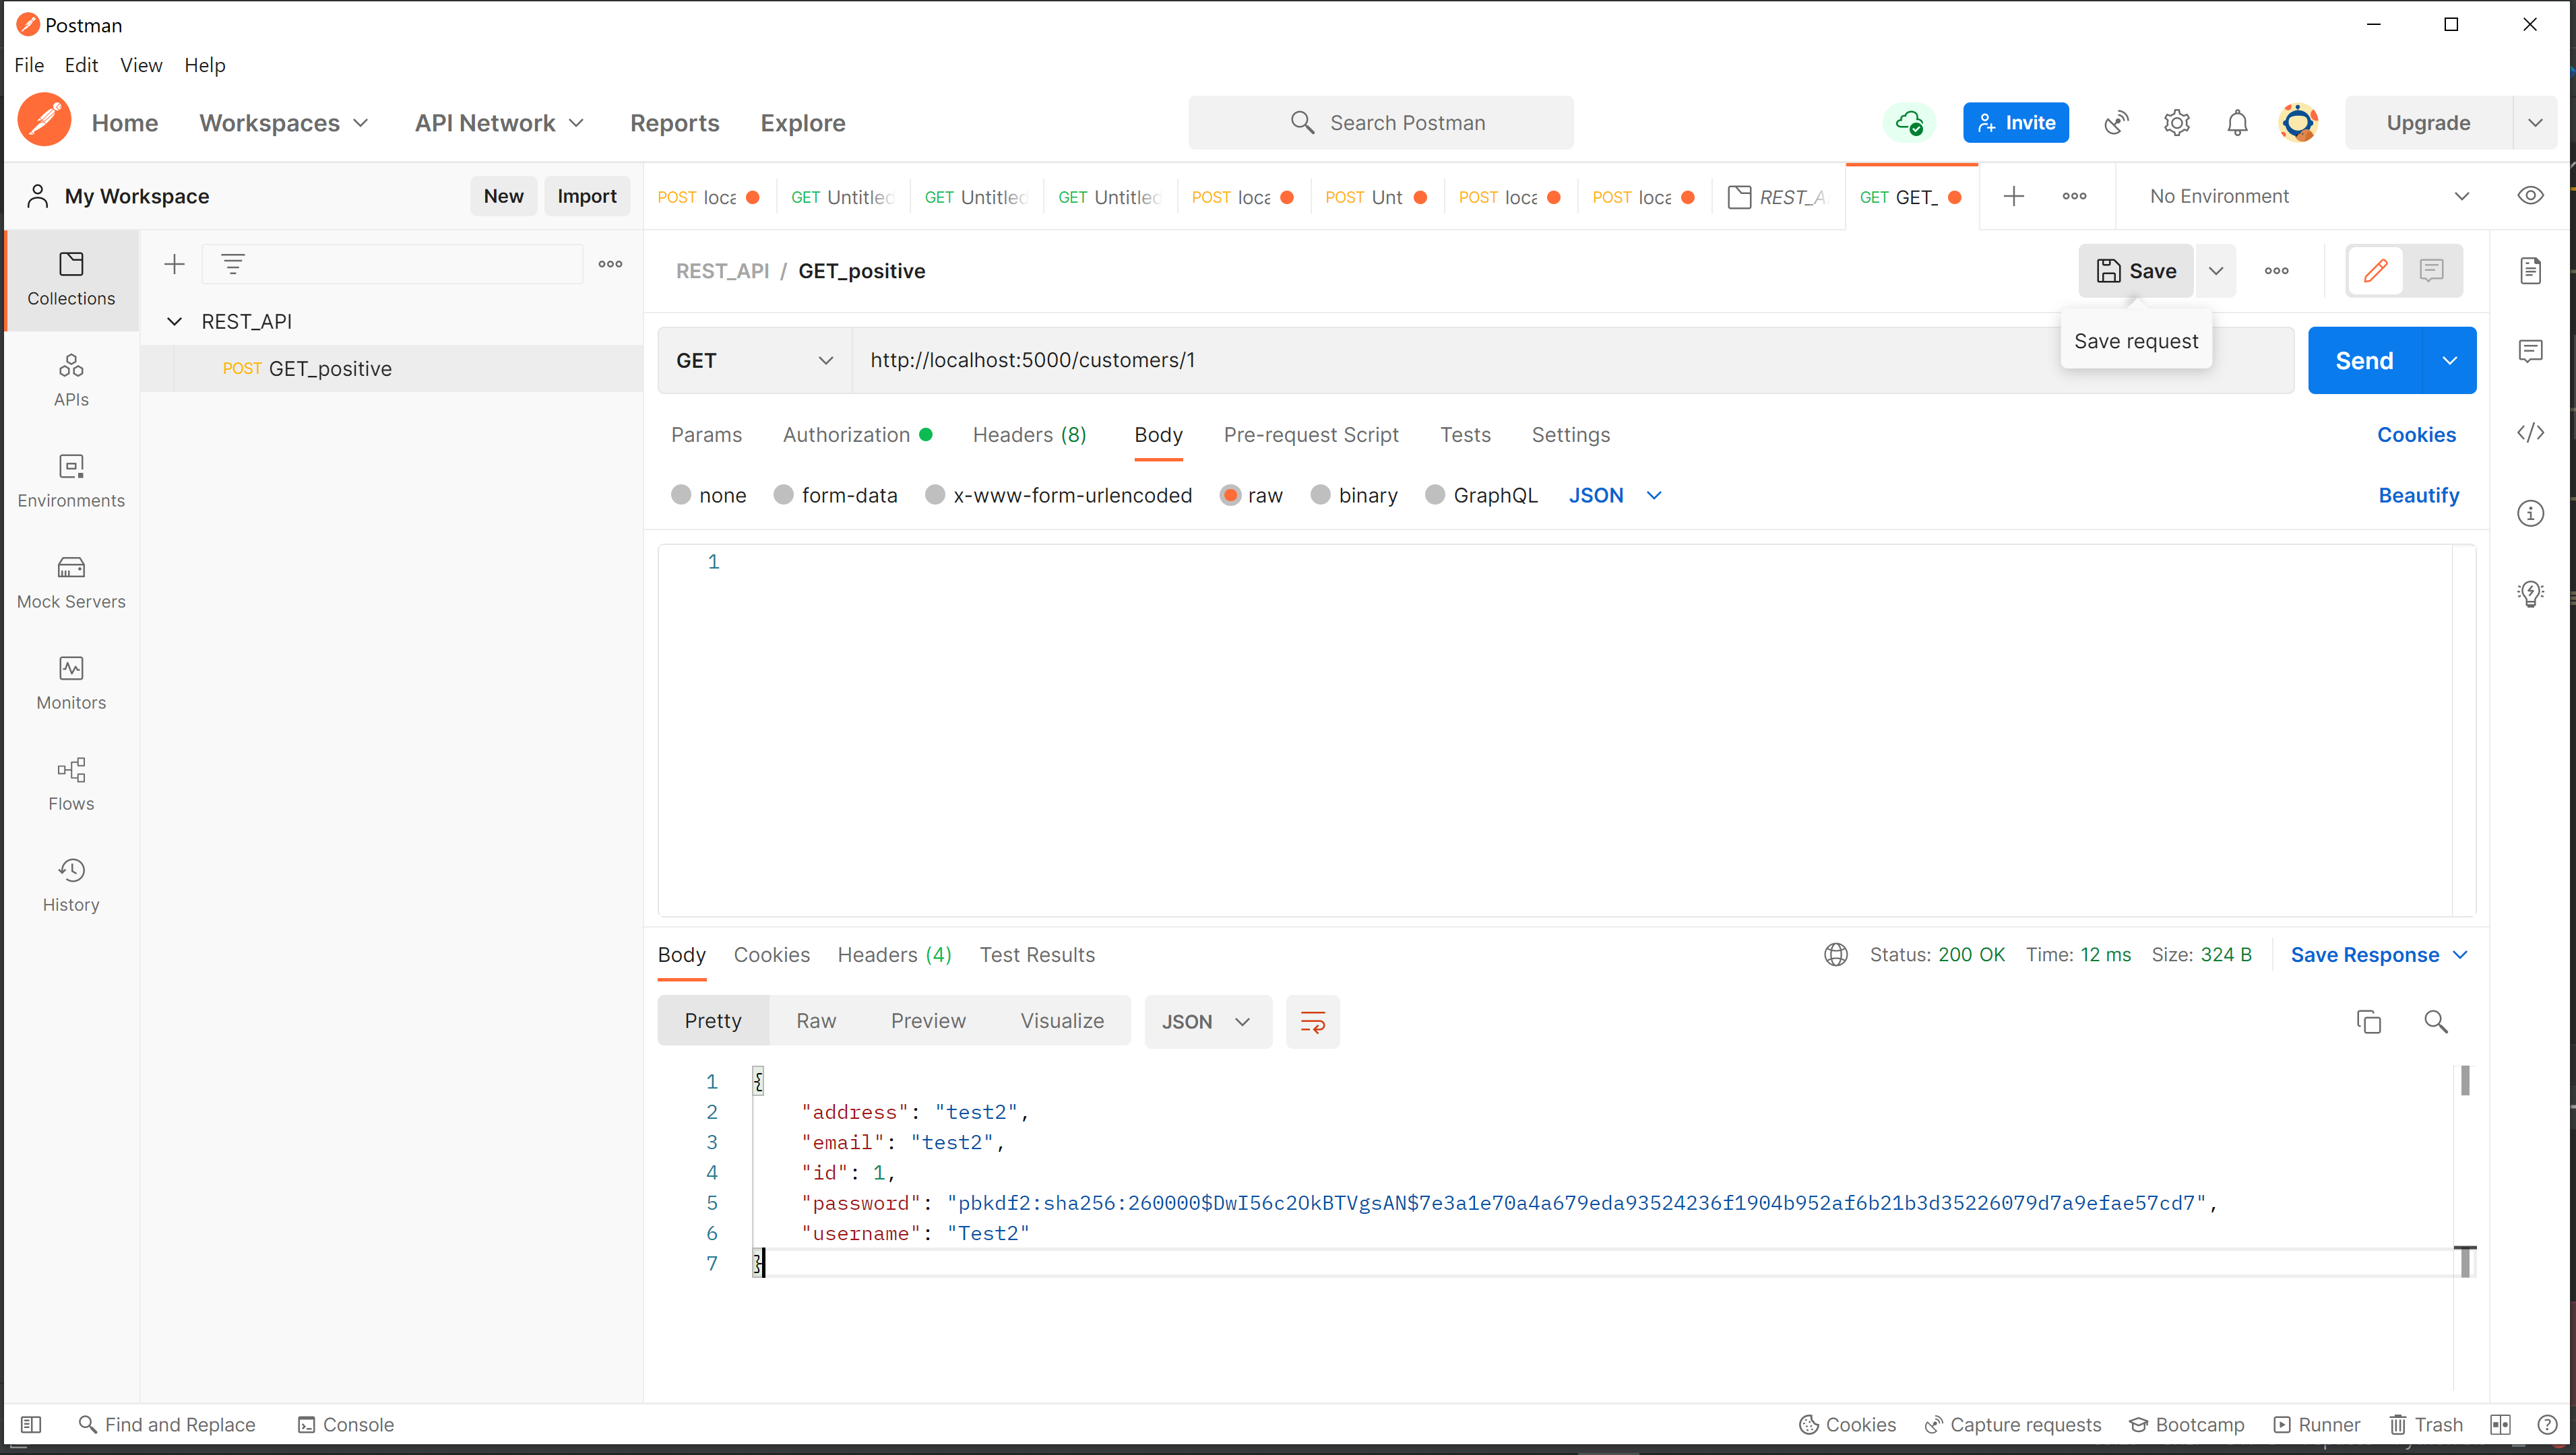 Postman
File Edit View Help
Home Workspaces API Network Reports Explore Search Postman Invite Upgrade
My Workspace New Import
POST loca GET Untitled GET Untitled GET Untitled POST loca POST Unt POST loca POST loca REST_A GET GET_ No Environment
Collections
APIs
Environments
Mock Servers
Monitors
Flows
History
REST_API
POST GET_positive
REST_API / GET_positive Save
Save request
GET http://localhost:5000/customers/1 Send
Params Authorization Headers (8) Body Pre-request Script Tests Settings Cookies
none form-data x-www-form-urlencoded raw binary GraphQL JSON Beautify
1
Body Cookies Headers (4) Test Results Status: 200 OK Time: 12 ms Size: 324 B Save Response
Pretty Raw Preview Visualize JSON
1 {
2 "address": "test2",
3 "email": "test2",
4 "id": 1,
5 "password": "pbkdf2:sha256:260000$DwI56c2OkBTVgsAN$7e3a1e70a4a679eda93524236f1904b952af6b21b3d35226079d7a9efae57cd7",
6 "username": "Test2"
7 }
Find and Replace Console Cookies Capture requests Bootcamp Runner Trash